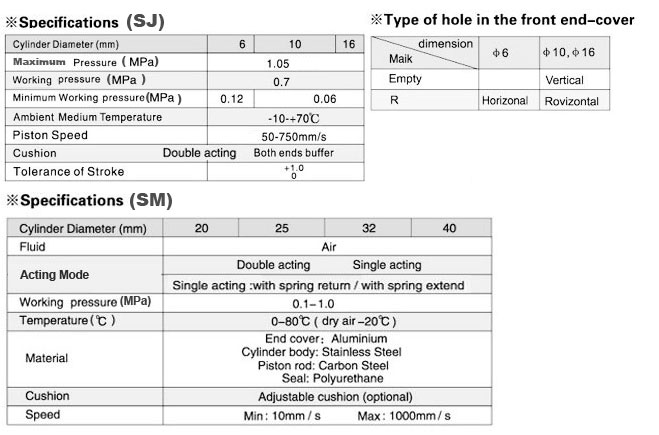 ※Specifications (SJ)
Cylinder Diameter (mm) 6 10 16
Maximum Pressure ( MPa) 1.05
Working pressure (MPa ) 0.7
Minimum Working pressure(MPa ) 0.12 0.06
Ambient Medium Temperature -10-+70℃
Piston Speed 50-750mm/s
Cushion Double acting Both ends buffer
Tolerance of Stroke +1.0
0
※Type of hole in the front end-cover
dimension
Maik φ6 φ10, φ16
Empty Vertical
R Horizonal Rovizontal
※Specifications (SM)
Cylinder Diameter (mm) 20 25 32 40
Fluid Air
Acting Mode Double acting Single acting
Single acting :with spring return / with spring extend
Working pressure (MPa) 0.1-1.0
Temperature (℃ ) 0-80℃ ( dry air -20℃ )
Material End cover; Aluminium
Cylinder body: Stainless Steel
Piston rod: Carbon Steel
Seal: Polyurethane
Cushion Adjustable cushion (optional)
Speed Min: 10mm / s Max: 1000mm / s